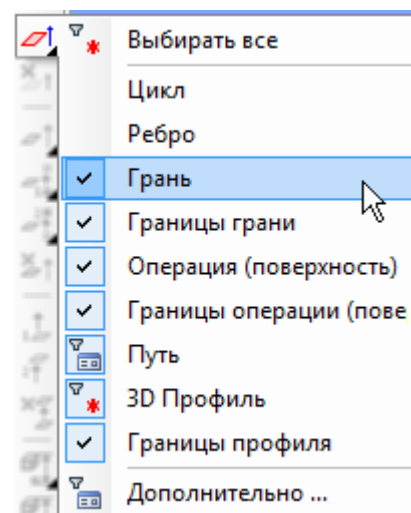 Выбирать все
Цикл
Ребро
Грань
Границы грани
Операция (поверхность)
Границы операции (пове
Путь
3D Профиль
Границы профиля
Дополнительно ...